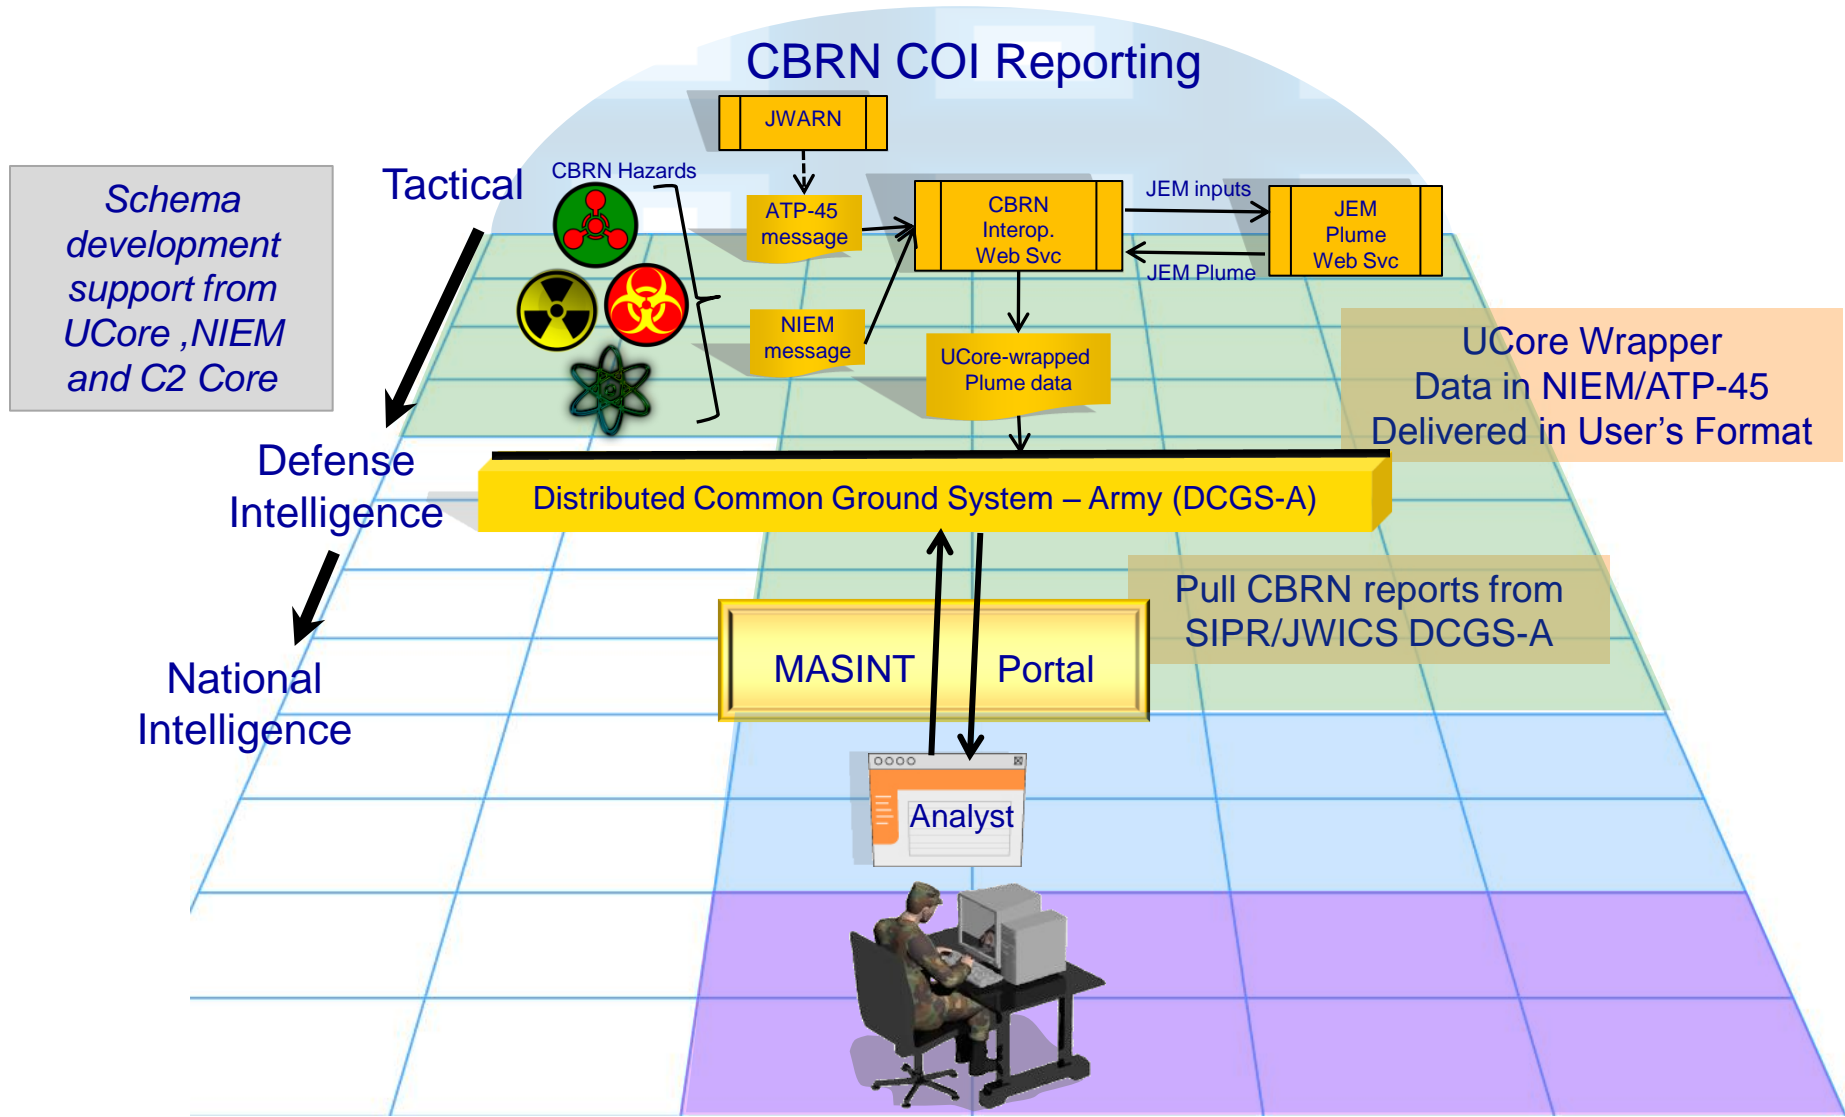 CBRN COI Reporting
JWARN
Schema
development
support from
UCore ,NIEM
and C2 Core
Tactical
CBRN Hazards
ATP-45
message
CBRN
Interop.
Web Svc
JEM inputs
JEM Plume
JEM
Plume
Web Svc
NIEM
message
UCore-wrapped
Plume data
UCore Wrapper
Data in NIEM/ATP-45
Delivered in User’s Format
Defense
Intelligence
Distributed Common Ground System – Army (DCGS-A)
Pull CBRN reports from
SIPR/JWICS DCGS-A
National
Intelligence
MASINT Portal
Analyst